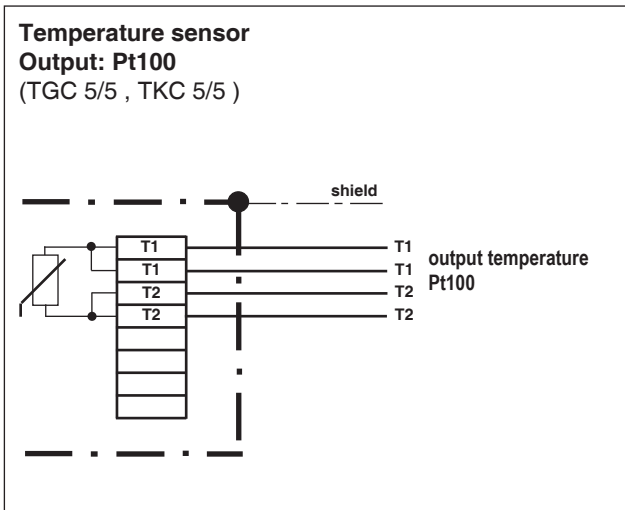 Temperature sensor
Output: Pt100
(TGC 5/5 , TKC 5/5 )
shield
T1 T1
T1 T1
T2 T2
T2 T2
output temperature
Pt100